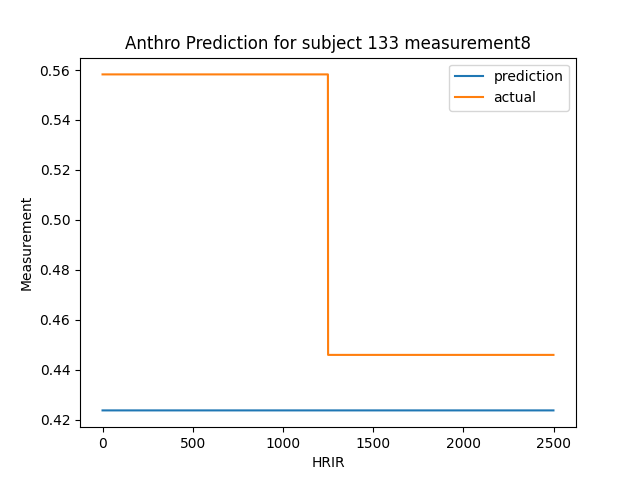 Anthro Prediction for subject 133 measurement8
prediction
actual
Measurement
0.56
0.54
0.52
0.50
0.48
0.46
0.44
0.42
0 500 1000 1500 2000 2500
HRIR